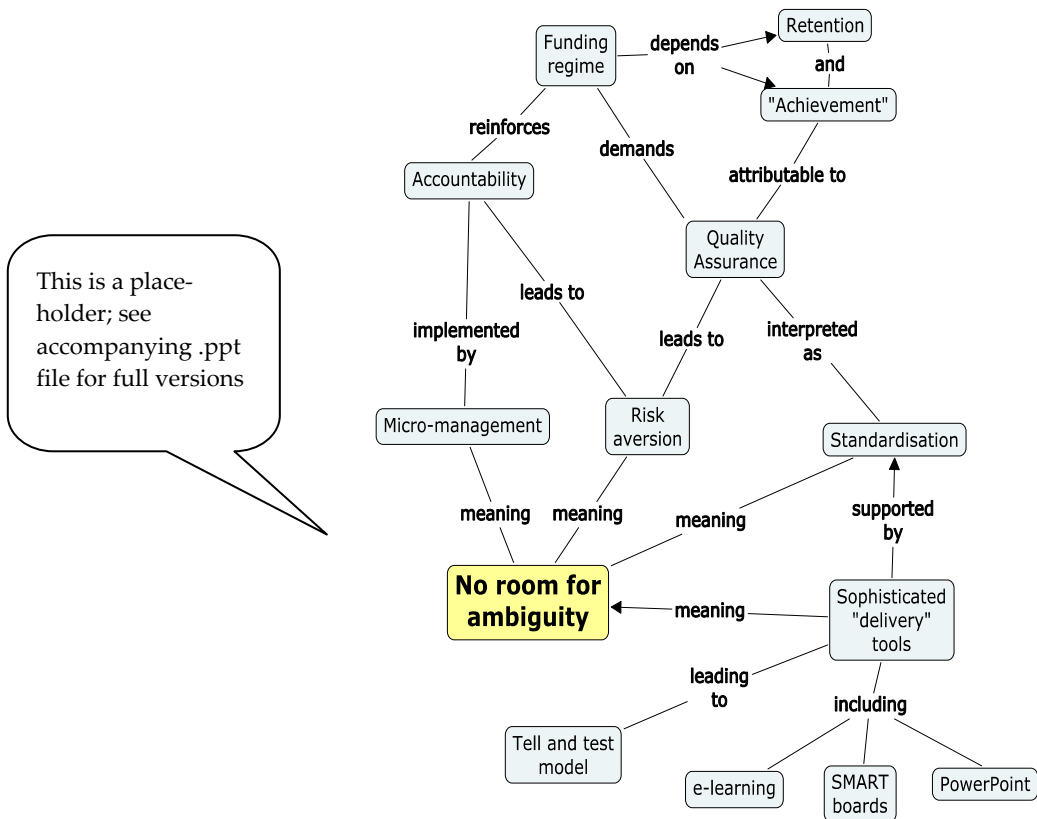 Retention
Funding
regime
depends
on
and
"Achievement"
reinforces
demands
attributable to
Accountability
Quality
Assurance
This is a place-
holder; see
accompanying .ppt
file for full versions
leads to
implemented
by
leads to
interpreted
as
Micro-management
Risk
aversion
Standardisation
meaning
meaning
meaning
supported
by
No room for
ambiguity
meaning
Sophisticated
"delivery"
tools
leading
to
including
Tell and test
model
e-learning
SMART
boards
PowerPoint